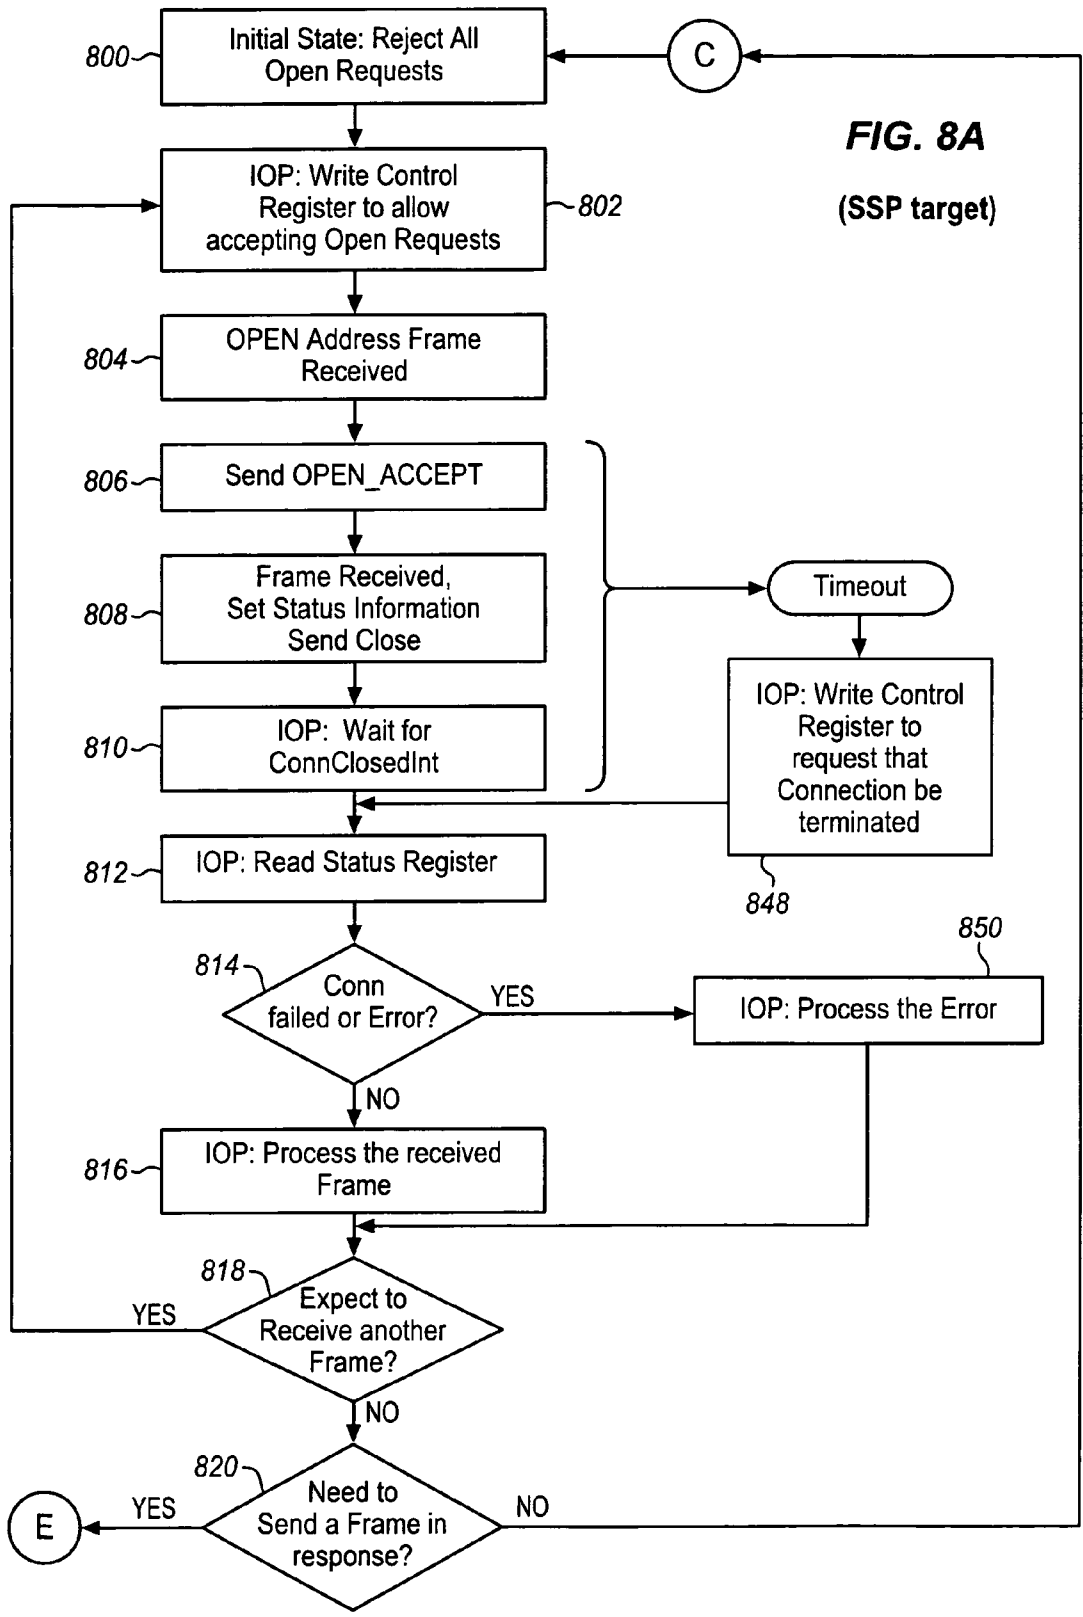 800
Initial State: Reject All
Open Requests
C
FIG. 8A
(SSP target)
IOP: Write Control
Register to allow
accepting Open Requests
802
804
OPEN Address Frame
Received
806
Send OPEN_ACCEPT
808
Frame Received,
Set Status Information
Send Close
Timeout
810
IOP: Wait for
ConnClosedInt
IOP: Write Control
Register to
request that
Connection be
terminated
848
812
IOP: Read Status Register
814
Conn
failed or Error?
YES
850
IOP: Process the Error
NO
816
IOP: Process the received
Frame
818
YES
Expect to
Receive another
Frame?
NO
820
E
YES
Need to
Send a Frame in
response?
NO